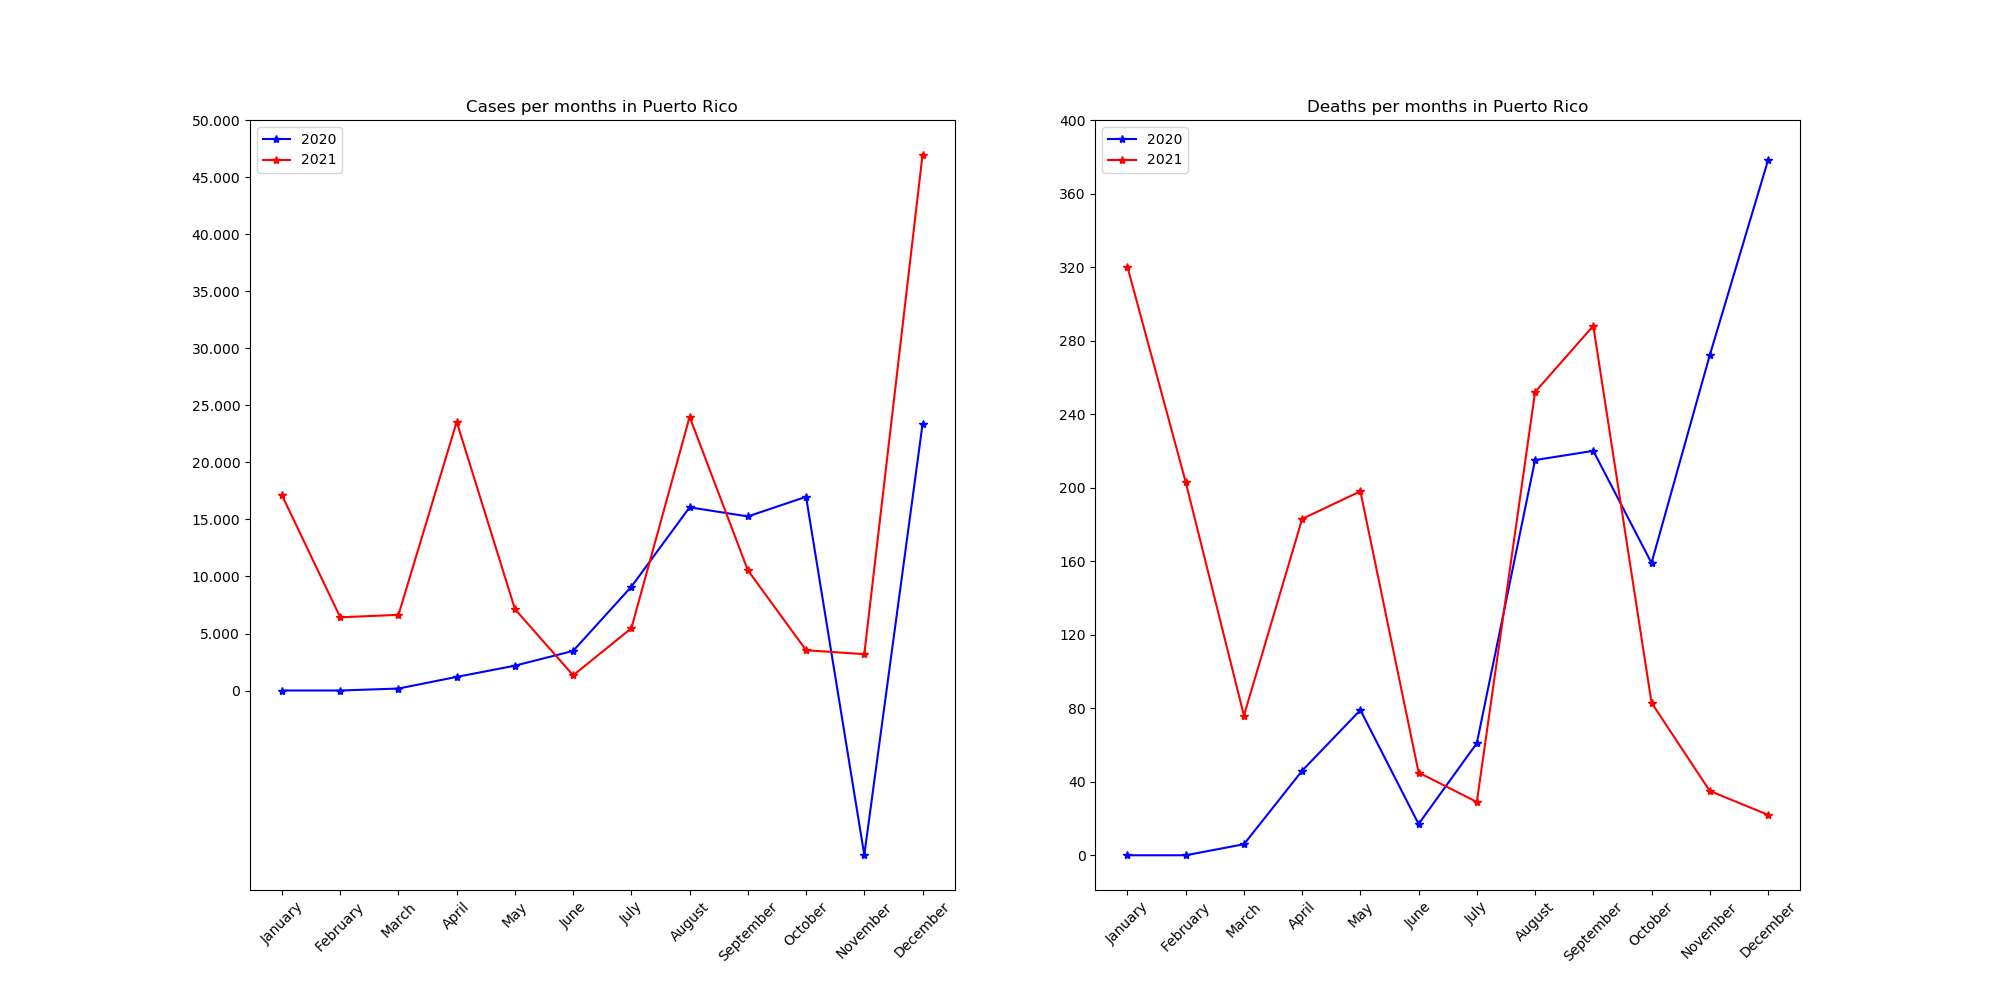 Cases per months in Puerto Rico
50.000
45.000
40.000
35.000
30.000
25.000
20.000
15.000
10.000
5.000
0
2020
2021
January
February
March
April
May
June
July
August
September
October
November
December
Deaths per months in Puerto Rico
400
360
320
280
240
200
160
120
80
40
0
2020
2021
January
February
March
April
May
June
July
August
September
October
November
December